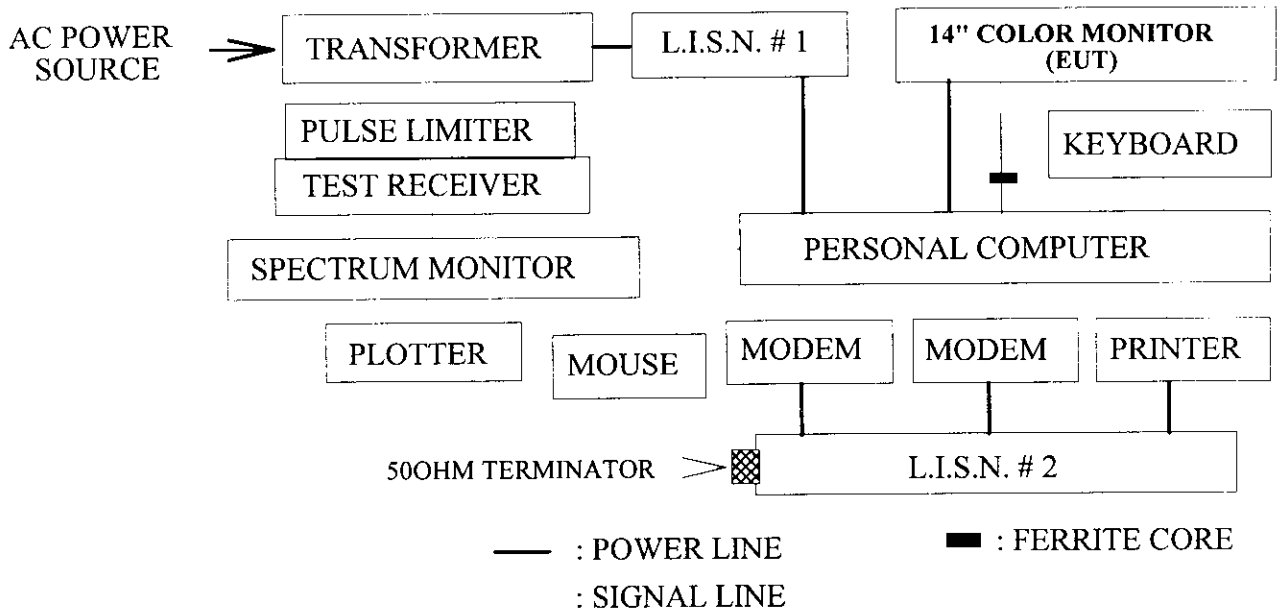 AC POWER
SOURCE
TRANSFORMER
L.I.S.N. # 1
14" COLOR MONITOR
(EUT)
PULSE LIMITER
KEYBOARD
TEST RECEIVER
PERSONAL COMPUTER
SPECTRUM MONITOR
PLOTTER
MOUSE
MODEM
MODEM
PRINTER
50OHM TERMINATOR
L.I.S.N. # 2
: POWER LINE
: FERRITE CORE
: SIGNAL LINE